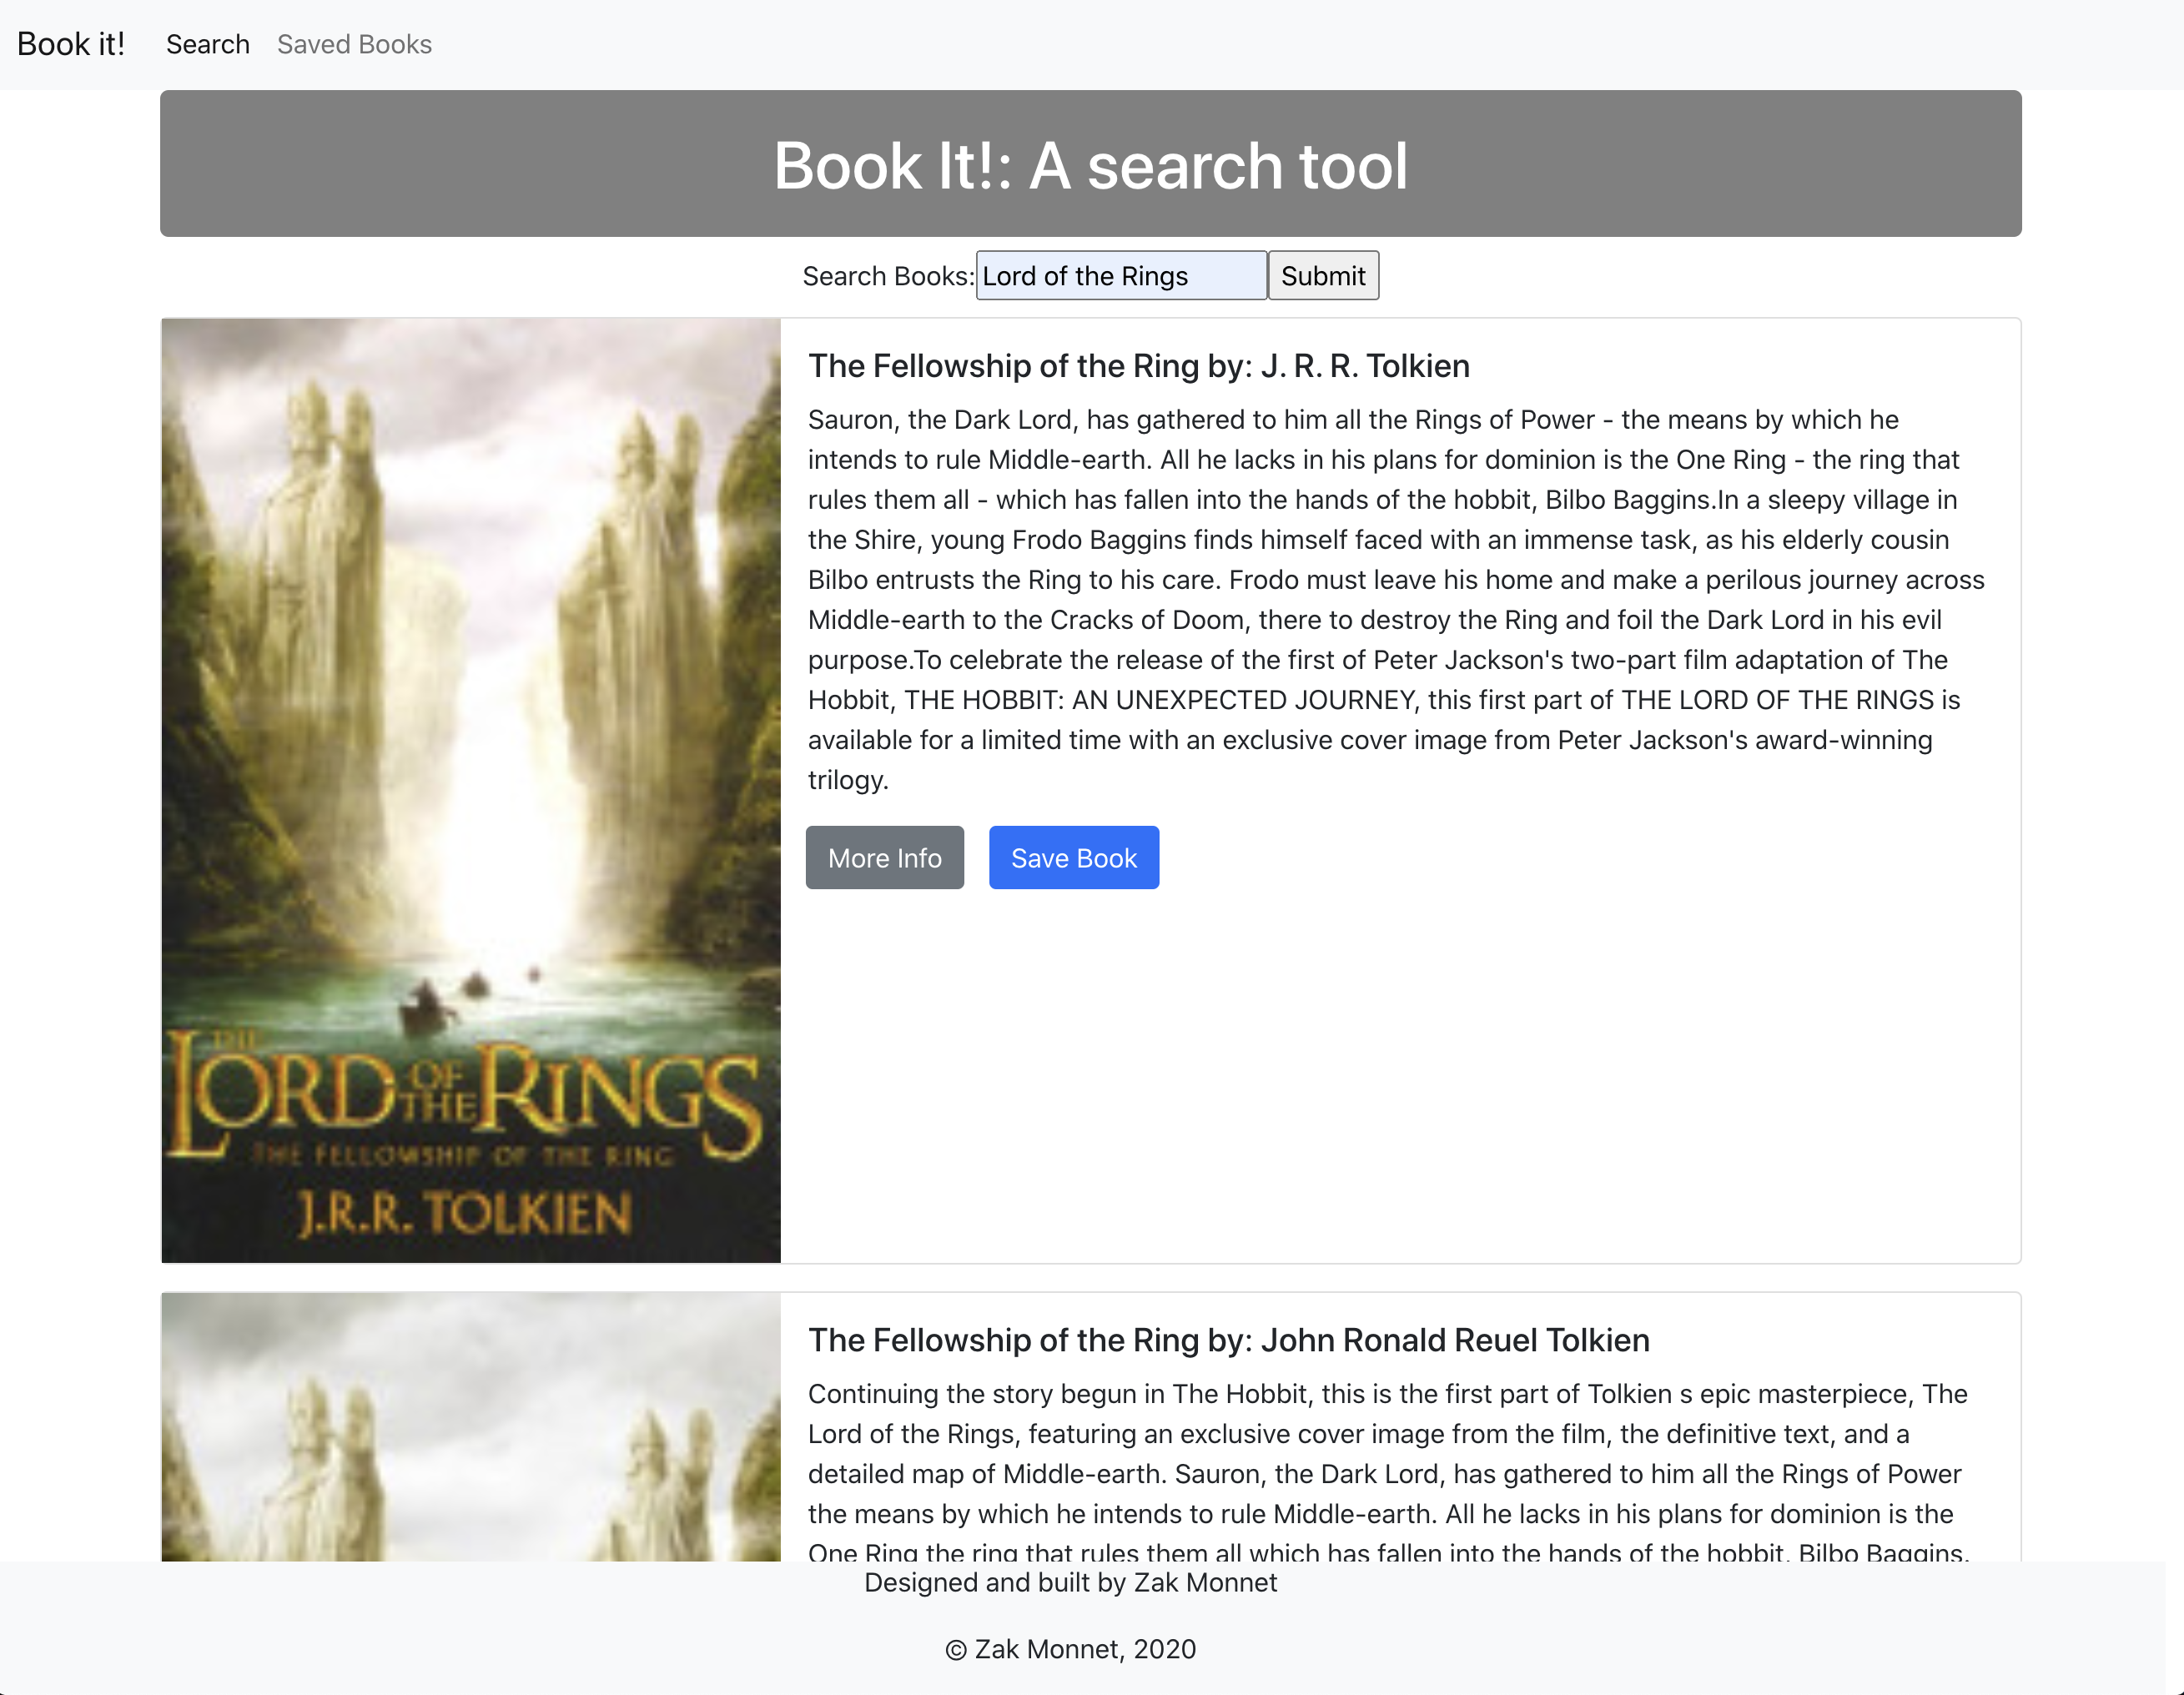 Book it! Search Saved Books
Book It!: A search tool
Search Books: Lord of the Rings Submit
The Fellowship of the Ring by: J. R. R. Tolkien
Sauron, the Dark Lord, has gathered to him all the Rings of Power - the means by which he
intends to rule Middle-earth. All he lacks in his plans for dominion is the One Ring - the ring that
rules them all - which has fallen into the hands of the hobbit, Bilbo Baggins.In a sleepy village in
the Shire, young Frodo Baggins finds himself faced with an immense task, as his elderly cousin
Bilbo entrusts the Ring to his care. Frodo must leave his home and make a perilous journey across
Middle-earth to the Cracks of Doom, there to destroy the Ring and foil the Dark Lord in his evil
purpose.To celebrate the release of the first of Peter Jackson's two-part film adaptation of The
Hobbit, THE HOBBIT: AN UNEXPECTED JOURNEY, this first part of THE LORD OF THE RINGS is
available for a limited time with an exclusive cover image from Peter Jackson's award-winning
trilogy.
More Info Save Book
THE
LORD OF THE RINGS
THE FELLOWSHIP OF THE RING
J.R.R. TOLKIEN
The Fellowship of the Ring by: John Ronald Reuel Tolkien
Continuing the story begun in The Hobbit, this is the first part of Tolkien s epic masterpiece, The
Lord of the Rings, featuring an exclusive cover image from the film, the definitive text, and a
detailed map of Middle-earth. Sauron, the Dark Lord, has gathered to him all the Rings of Power
the means by which he intends to rule Middle-earth. All he lacks in his plans for dominion is the
One Ring the ring that rules them all which has fallen into the hands of the hobbit, Bilbo Baggins.
Designed and built by Zak Monnet
© Zak Monnet, 2020